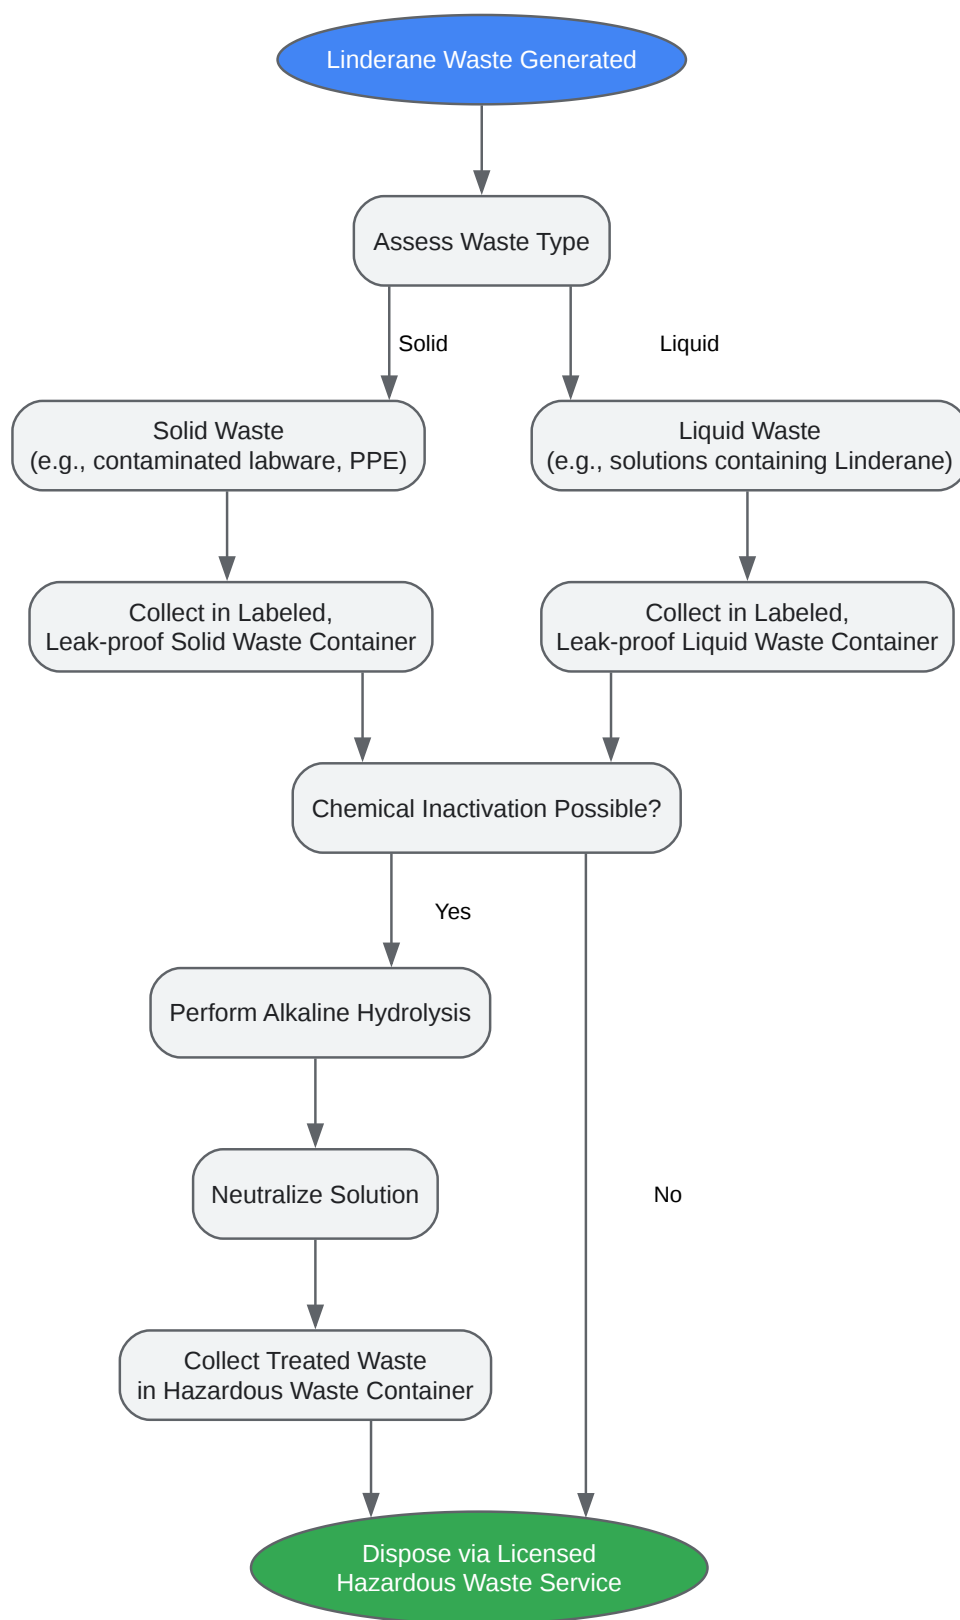 Linderane Waste Generated
Assess Waste Type
Solid
Liquid
Solid Waste
(e.g., contaminated labware, PPE)
Liquid Waste
(e.g., solutions containing Linderane)
Collect in Labeled,
Leak-proof Solid Waste Container
Collect in Labeled,
Leak-proof Liquid Waste Container
Chemical Inactivation Possible?
Yes
Perform Alkaline Hydrolysis
Neutralize Solution
No
Collect Treated Waste
in Hazardous Waste Container
Dispose via Licensed
Hazardous Waste Service